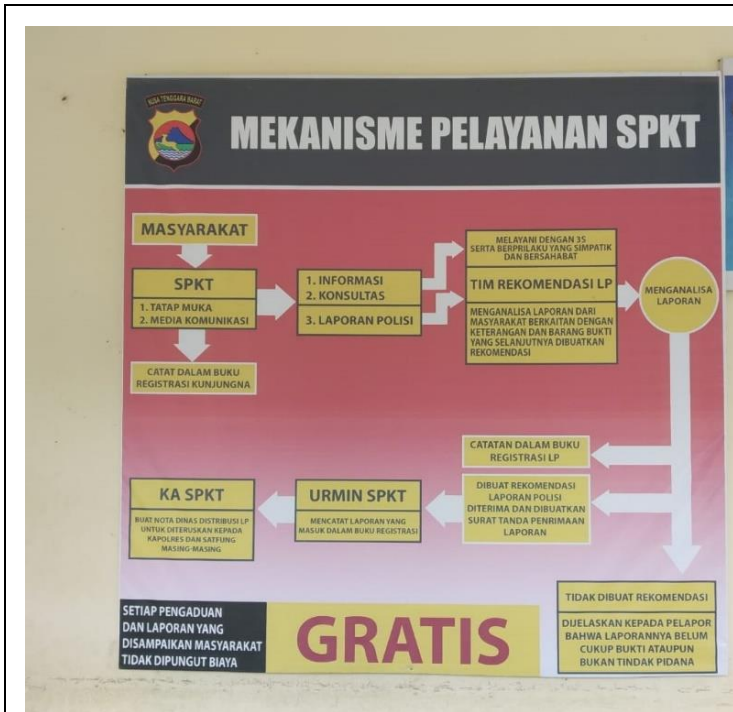 NUSA TENGGARA BARAT
MEKANISME PELAYANAN SPKT
MASYARAKAT
SPKT
1. TATAP MUKA
2. MEDIA KOMUNIKASI
CATAT DALAM BUKU
REGISTRASI KUNJUNGNA
1. INFORMASI
2. KONSULTAS
3. LAPORAN POLISI
MELAYANI DENGAN 3S
SERTA BERPRILAKU YANG SIMPATIK
DAN BERSAHABAT
TIM REKOMENDASI LP
MENGANALISA LAPORAN DARI
MASYARAKAT BERKAITAN DENGAN
KETERANGAN DAN BARANG BUKTI
YANG SELANJUTNYA DIBUATKAN
REKOMENDASI
MENGANALISA
LAPORAN
CATATAN DALAM BUKU
REGISTRASI LP
DIBUAT REKOMENDASI
LAPORAN POLISI
DITERIMA DAN DIBUATKAN
SURAT TANDA PENRIMAAN
LAPORAN
URMIN SPKT
MENCATAT LAPORAN YANG
MASUK DALAM BUKU REGISTRASI
KA SPKT
BUAT NOTA DINAS DISTRIBUSI LP
UNTUK DITERUSKAN KEPADA
KAPOLRES DAN SATFUNG
MASING-MASING
TIDAK DIBUAT REKOMENDASI
DIJELASKAN KEPADA PELAPOR
BAHWA LAPORANNYA BELUM
CUKUP BUKTI ATAUPUN
BUKAN TINDAK PIDANA
SETIAP PENGADUAN
DAN LAPORAN YANG
DISAMPAIKAN MASYARAKAT
TIDAK DIPUNGUT BIAYA
GRATIS